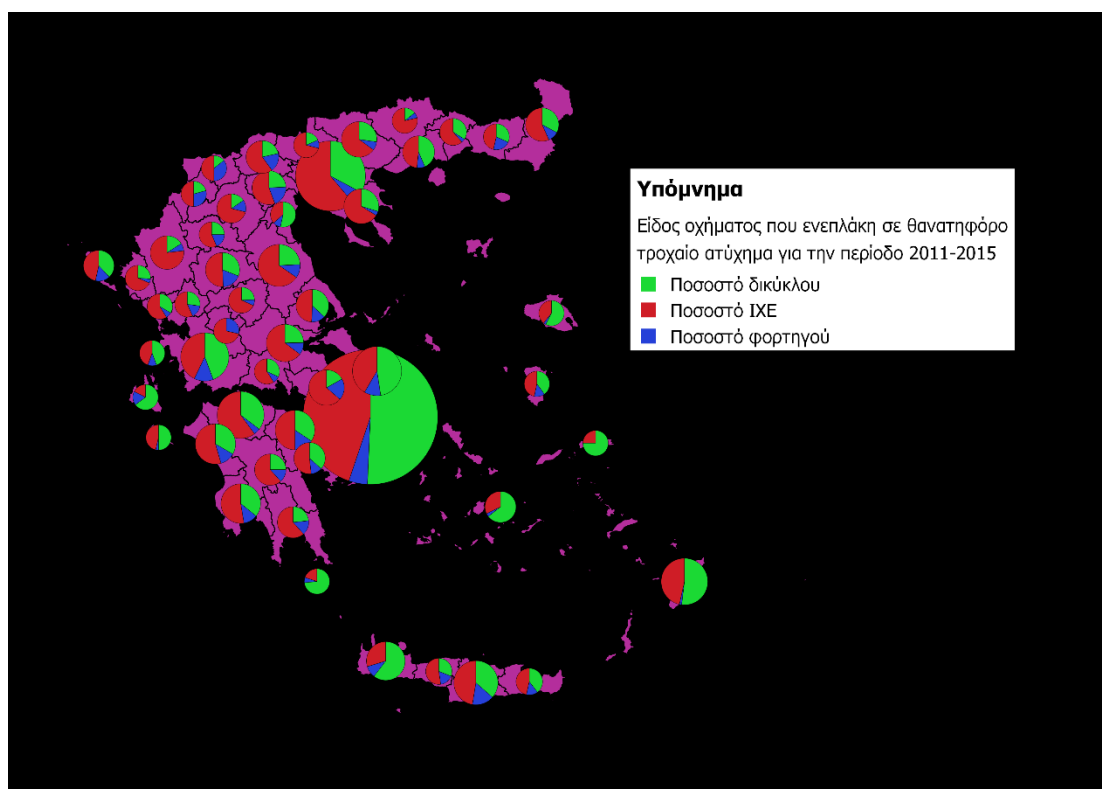 Υπόμνημα
Είδος οχήματος που ενεπλάκη σε θανατηφόρο
τροχαίο ατύχημα για την περίοδο 2011-2015
Ποσοστό δικύκλου
Ποσοστό ΙΧΕ
Ποσοστό φορτηγού